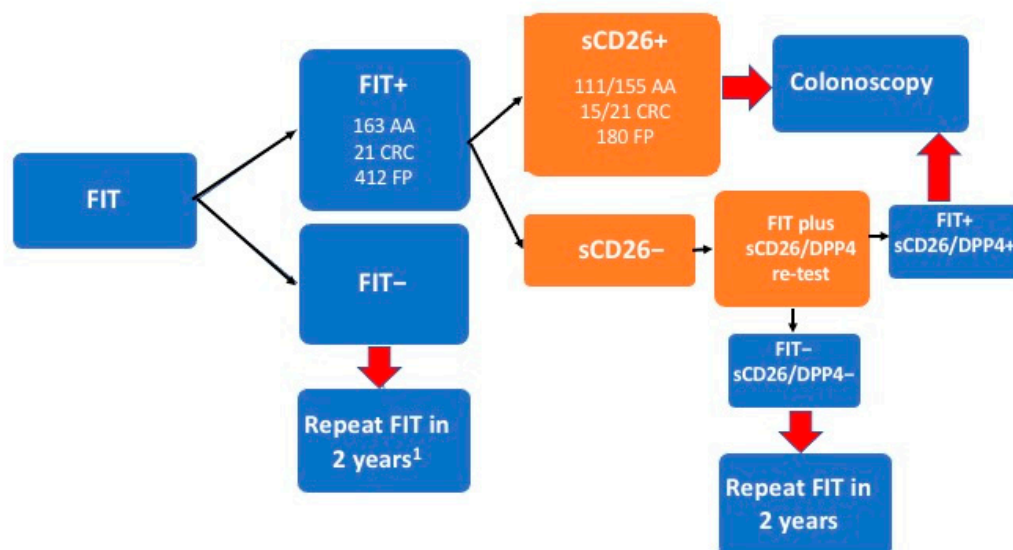 FIT
FIT+
163 AA
21 CRC
412 FP
FIT–
Repeat FIT in
2 years¹
sCD26+
111/155 AA
15/21 CRC
180 FP
Colonoscopy
sCD26–
FIT plus
sCD26/DPP4
re-test
FIT+
sCD26/DPP4+
FIT–
sCD26/DPP4–
Repeat FIT in
2 years